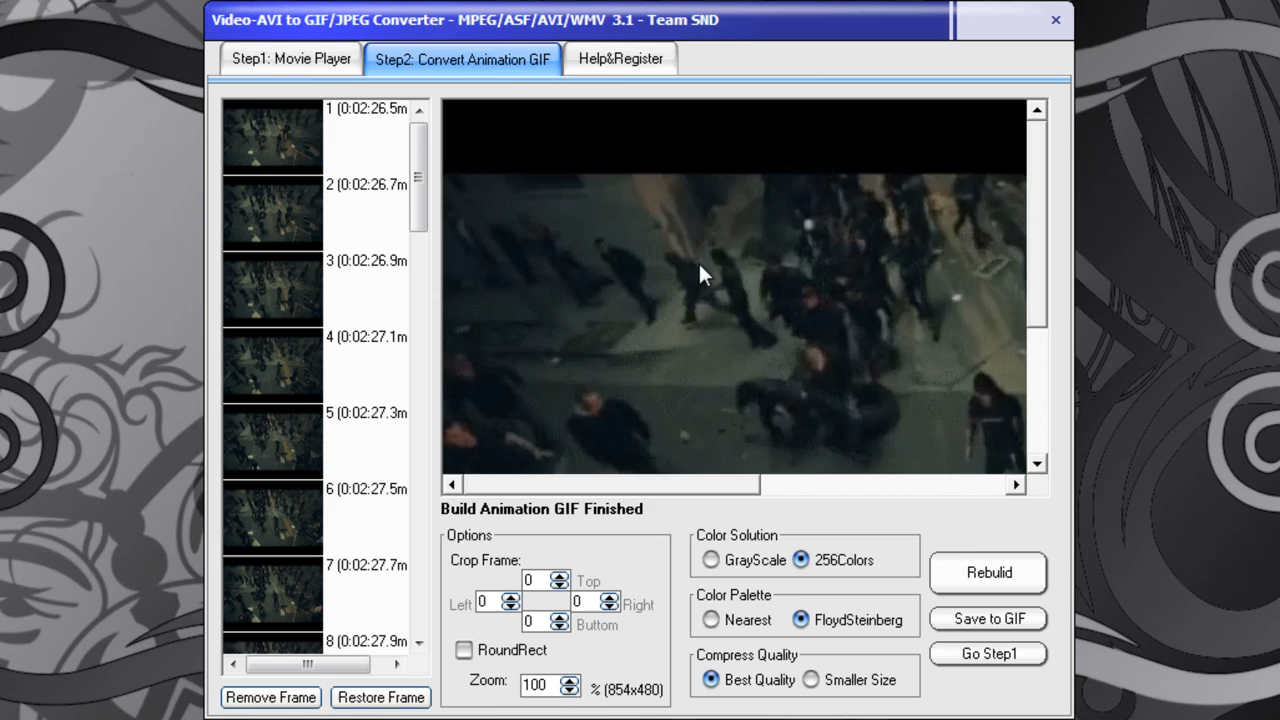 Video-AVI to GIF/JPEG Converter - MPEG/ASF/AVI/WMV 3.1 - Team SND
Step1: Movie Player
Step2: Convert Animation GIF
Help&Register
1 (0:02:26.5m
2 (0:02:26.7m
3 (0:02:26.9m
4 (0:02:27.1m
5 (0:02:27.3m
6 (0:02:27.5m
7 (0:02:27.7m
8 (0:02:27.9m
Remove Frame
Restore Frame
Build Animation GIF Finished
Options
Crop Frame:
0 Top
Left 0
0 Right
0 Buttom
RoundRect
Zoom: 100 % (854x480)
Color Solution
GrayScale 256Colors
Color Palette
Nearest FloydSteinberg
Compress Quality
Best Quality Smaller Size
Rebulid
Save to GIF
Go Step1